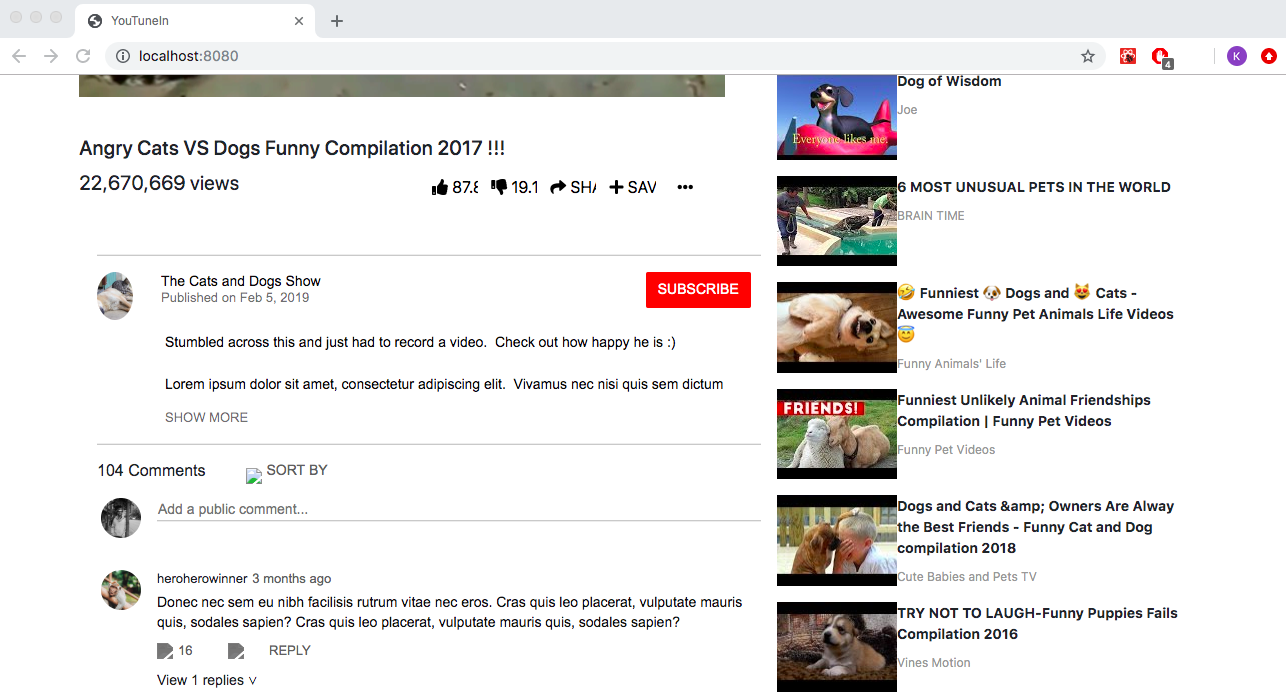 YouTuneIn
localhost:8080
4
K
Angry Cats VS Dogs Funny Compilation 2017 !!!
22,670,669 views
87.8
19.1
SHA
SAV
The Cats and Dogs Show
Published on Feb 5, 2019
SUBSCRIBE
Stumbled across this and just had to record a video.  Check out how happy he is :)
Lorem ipsum dolor sit amet, consectetur adipiscing elit.  Vivamus nec nisi quis sem dictum
SHOW MORE
104 Comments
SORT BY
Add a public comment...
heroherowinner 3 months ago
Donec nec sem eu nibh facilisis rutrum vitae nec eros. Cras quis leo placerat, vulputate mauris
quis, sodales sapien? Cras quis leo placerat, vulputate mauris quis, sodales sapien?
16
REPLY
View 1 replies v
Everyone likes me.
Dog of Wisdom
Joe
6 MOST UNUSUAL PETS IN THE WORLD
BRAIN TIME
🤣 Funniest 🐶 Dogs and 😻 Cats -
Awesome Funny Pet Animals Life Videos
😇
Funny Animals' Life
FRIENDS!
Funniest Unlikely Animal Friendships
Compilation | Funny Pet Videos
Funny Pet Videos
Dogs and Cats &amp; Owners Are Alway
the Best Friends - Funny Cat and Dog
compilation 2018
Cute Babies and Pets TV
TRY NOT TO LAUGH-Funny Puppies Fails
Compilation 2016
Vines Motion